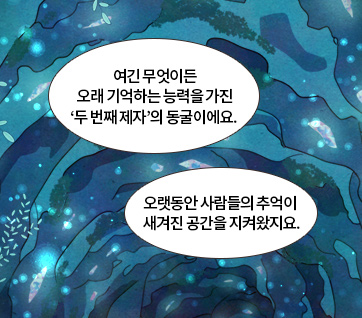 여긴 무엇이든
오래 기억하는 능력을 가진
‘두 번째 제자’의 동굴이에요.
오랫동안 사람들의 추억이
새겨진 공간을 지켜왔지요.